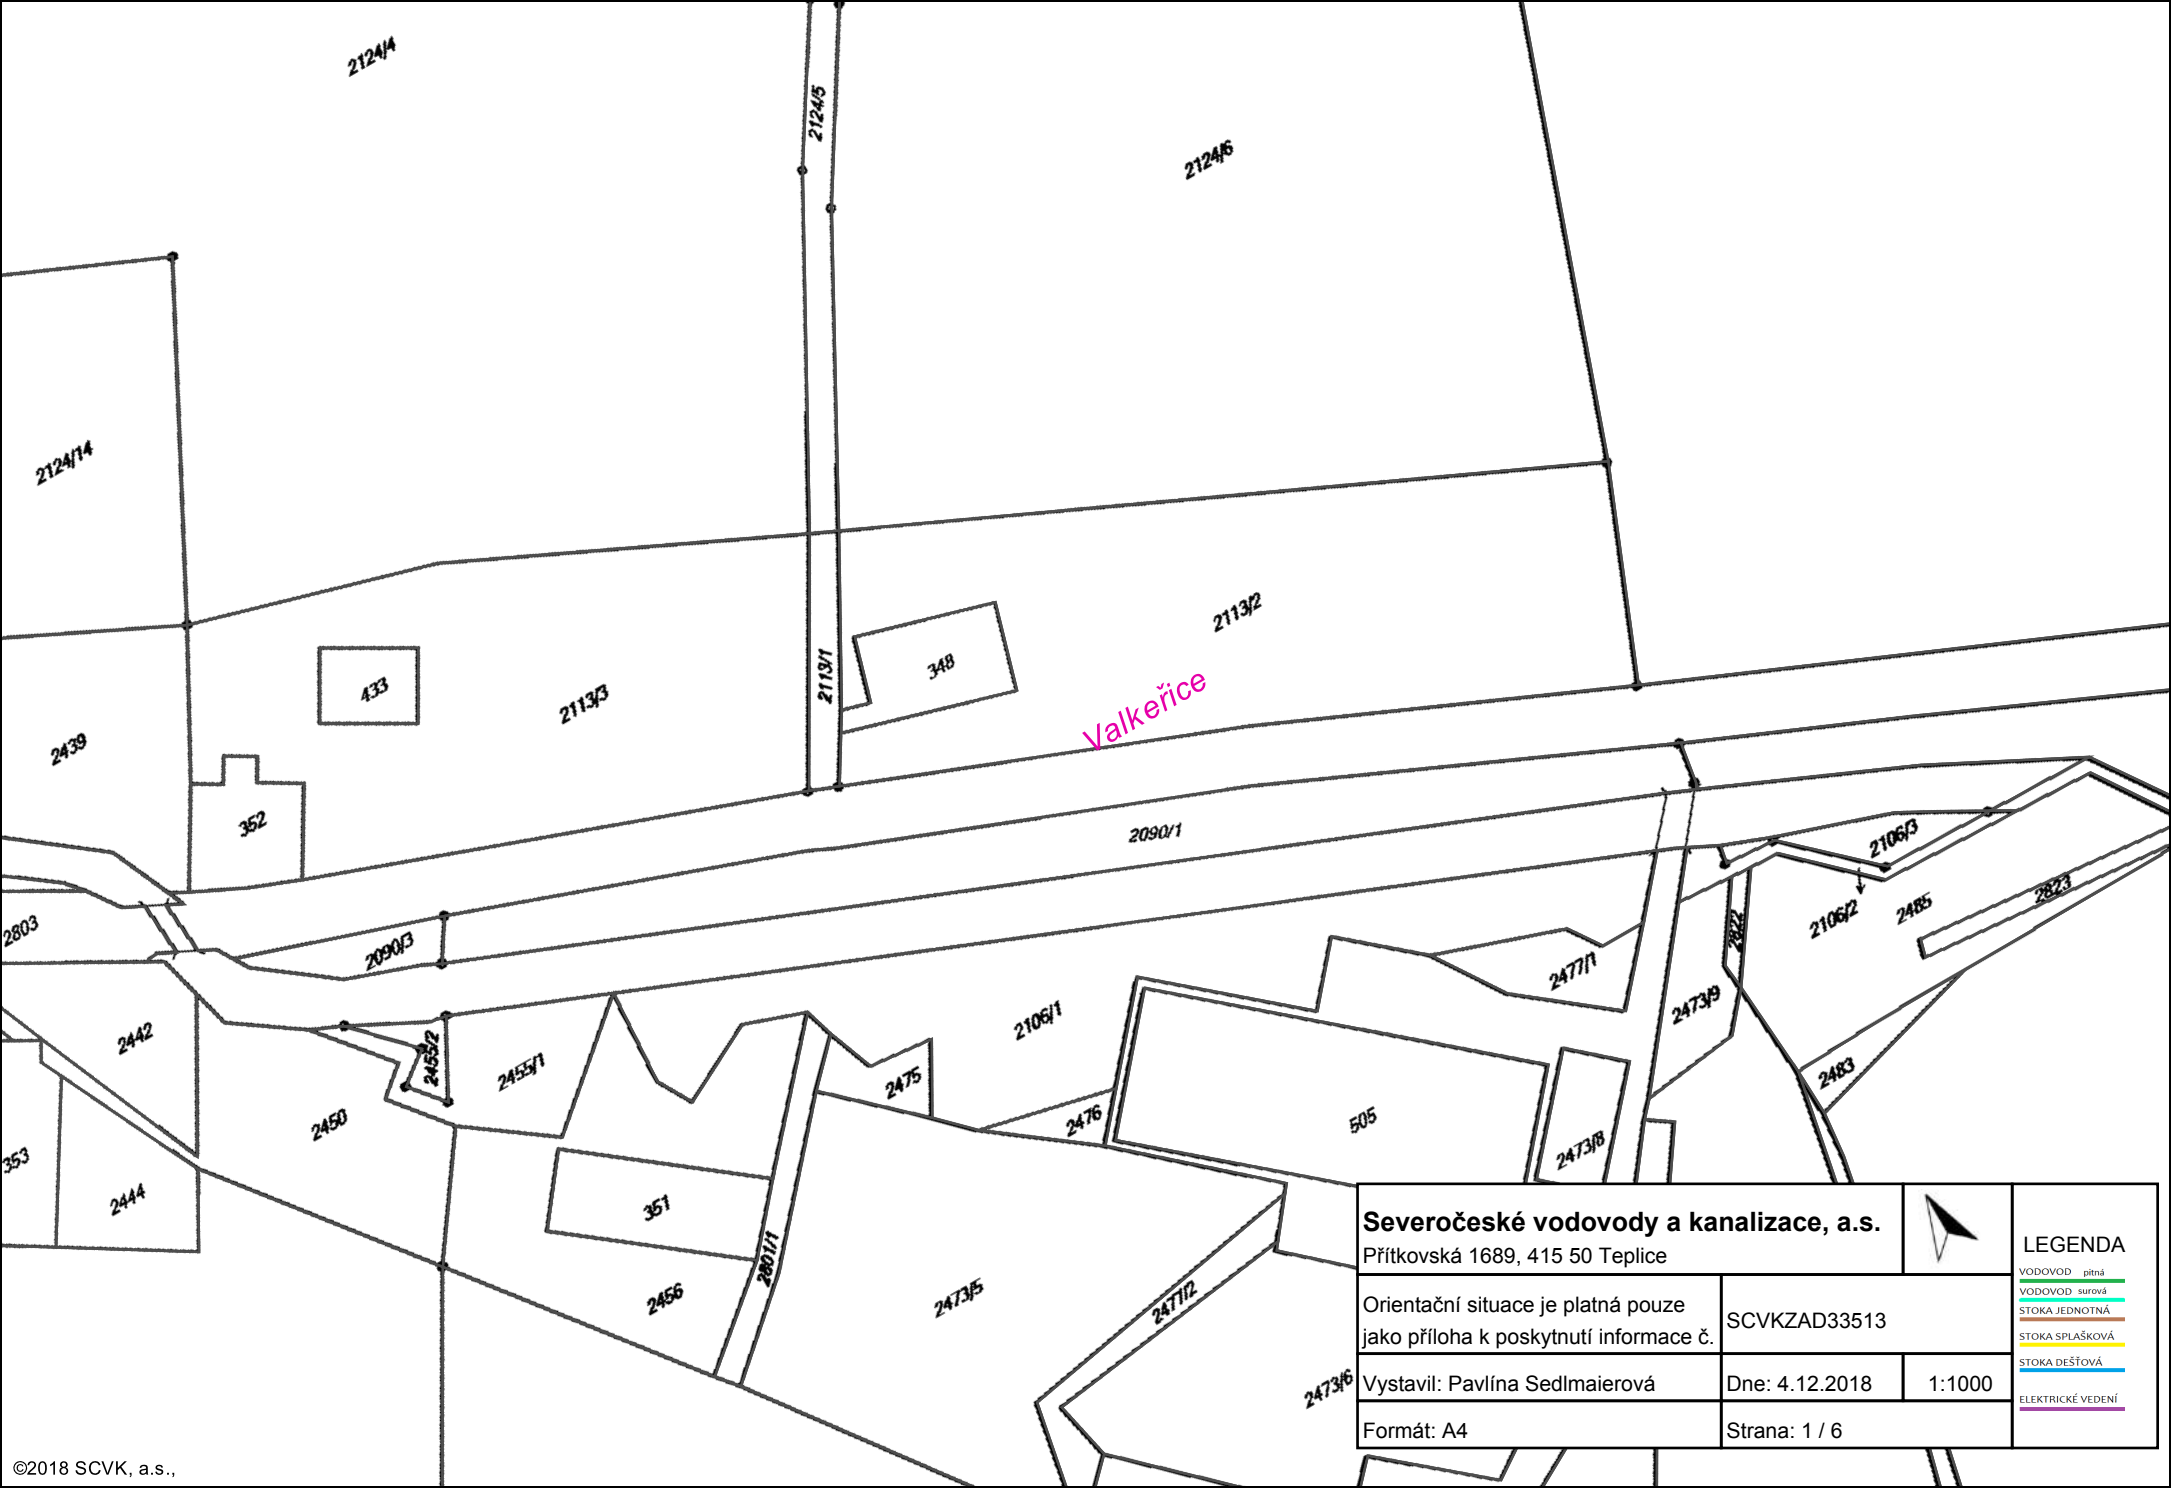 2124/4
2124/5
2124/6
2124/14
2113/2
2113/1
348
433
2113/3
Valkeřice
2439
352
2090/1
2106/3
2823
2803
2090/3
2822
2106/2
2485
2477/1
2473/9
2442
2455/2
2455/1
2106/1
2475
2476
2483
2450
505
2473/8
353
2444
351
2801/1
2456
2473/5
2477/2
2473/6
Severočeské vodovody a kanalizace, a.s.
Přítkovská 1689, 415 50 Teplice
Orientační situace je platná pouze
jako příloha k poskytnutí informace č.
SCVKZAD33513
Vystavil: Pavlína Sedlmaierová
Dne: 4.12.2018
1:1000
Formát: A4
Strana: 1 / 6
LEGENDA
VODOVOD pitná
VODOVOD surová
STOKA JEDNOTNÁ
STOKA SPLAŠKOVÁ
STOKA DEŠŤOVÁ
ELEKTRICKÉ VEDENÍ
©2018 SCVK, a.s.,